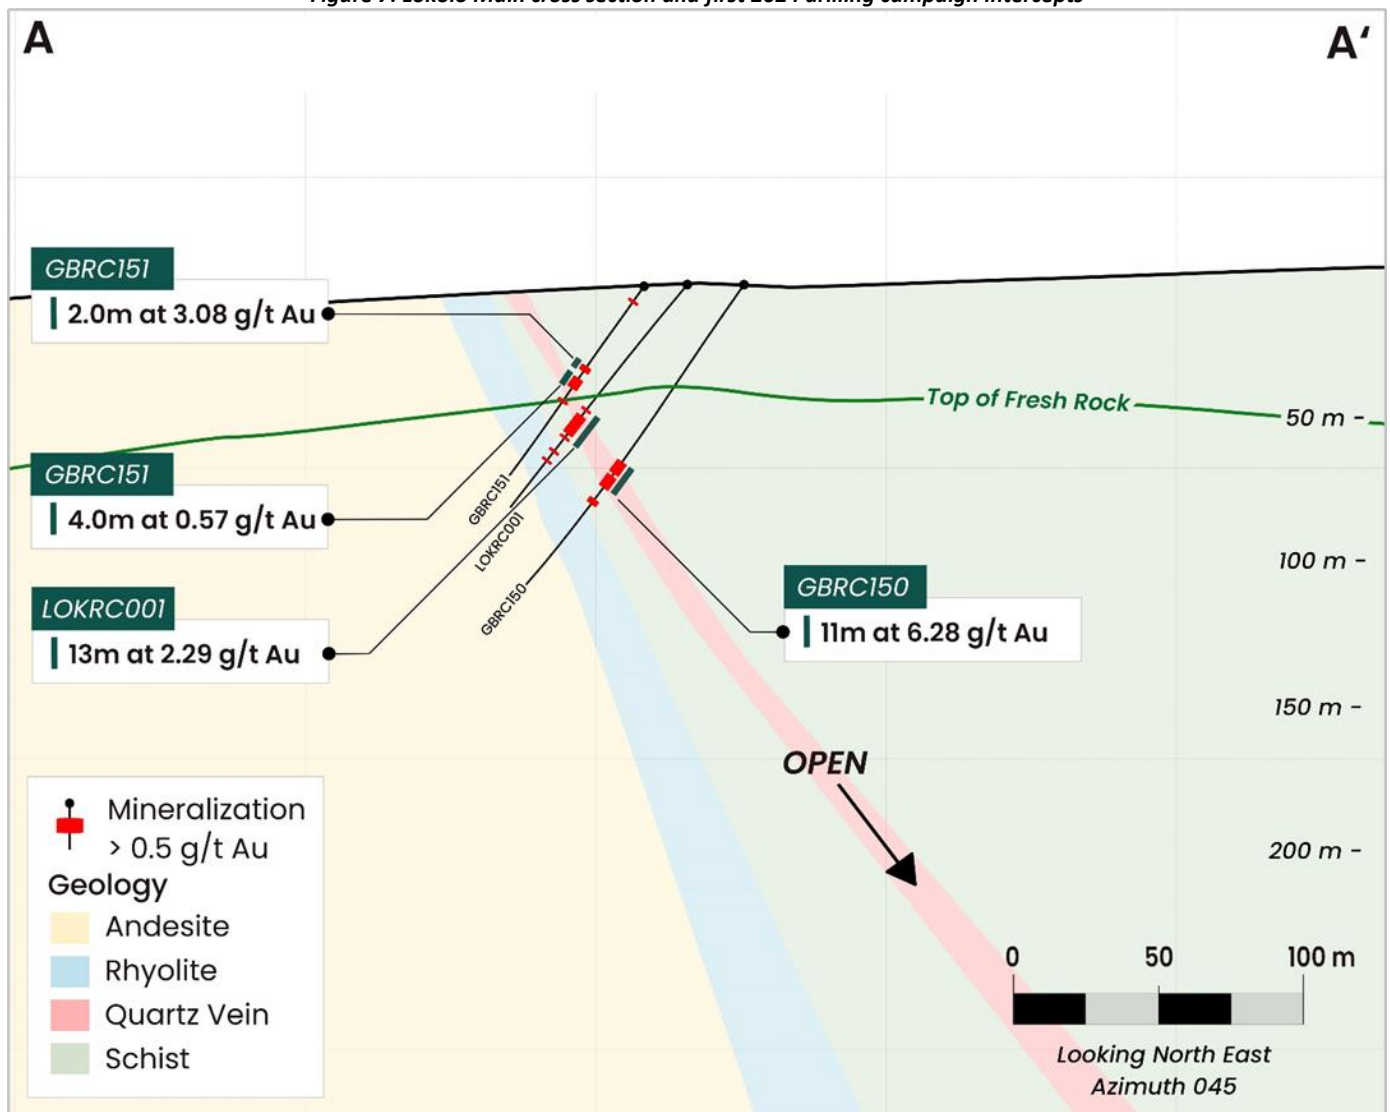 A
A'
GBRC151
2.0m at 3.08 g/t Au
Top of Fresh Rock
50 m -
GBRC151
4.0m at 0.57 g/t Au
GBRC151
LOKRC001
GBRC150
100 m -
LOKRC001
13m at 2.29 g/t Au
GBRC150
11m at 6.28 g/t Au
150 m -
OPEN
200 m -
Mineralization
> 0.5 g/t Au
Geology
Andesite
Rhyolite
Quartz Vein
Schist
0 50 100 m
Looking North East
Azimuth 045